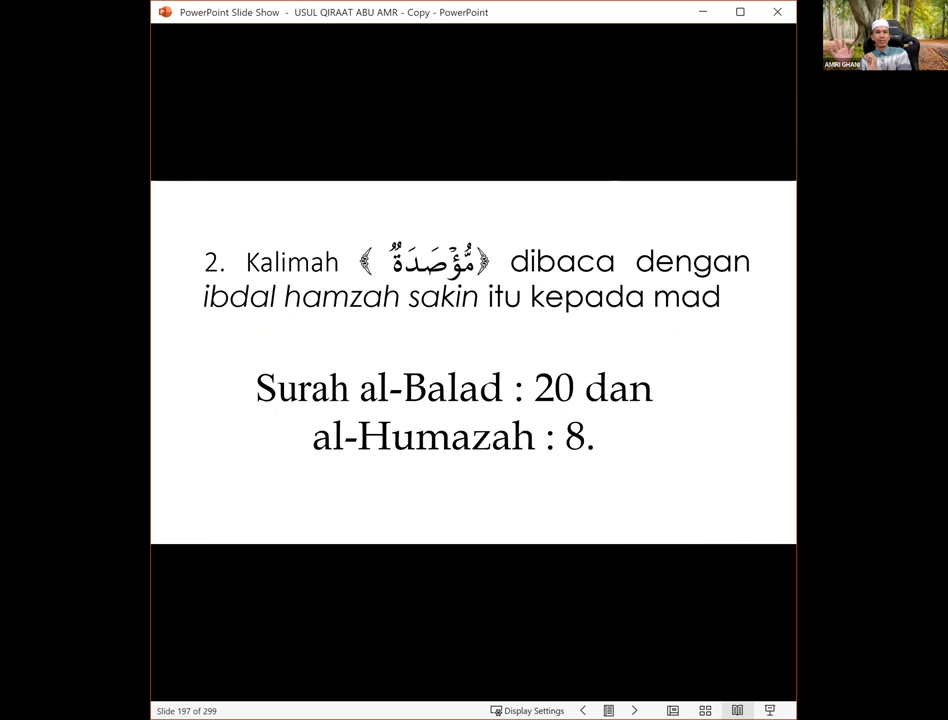 PowerPoint Slide Show - USUL QIRAAT ABU AMR - Copy - PowerPoint
AMIRI GHANI
2. Kalimah ﴿مُّؤْصَدَةٌ﴾ dibaca dengan
ibdal hamzah sakin itu kepada mad
Surah al-Balad : 20 dan
al-Humazah : 8.
Slide 197 of 299
Display Settings